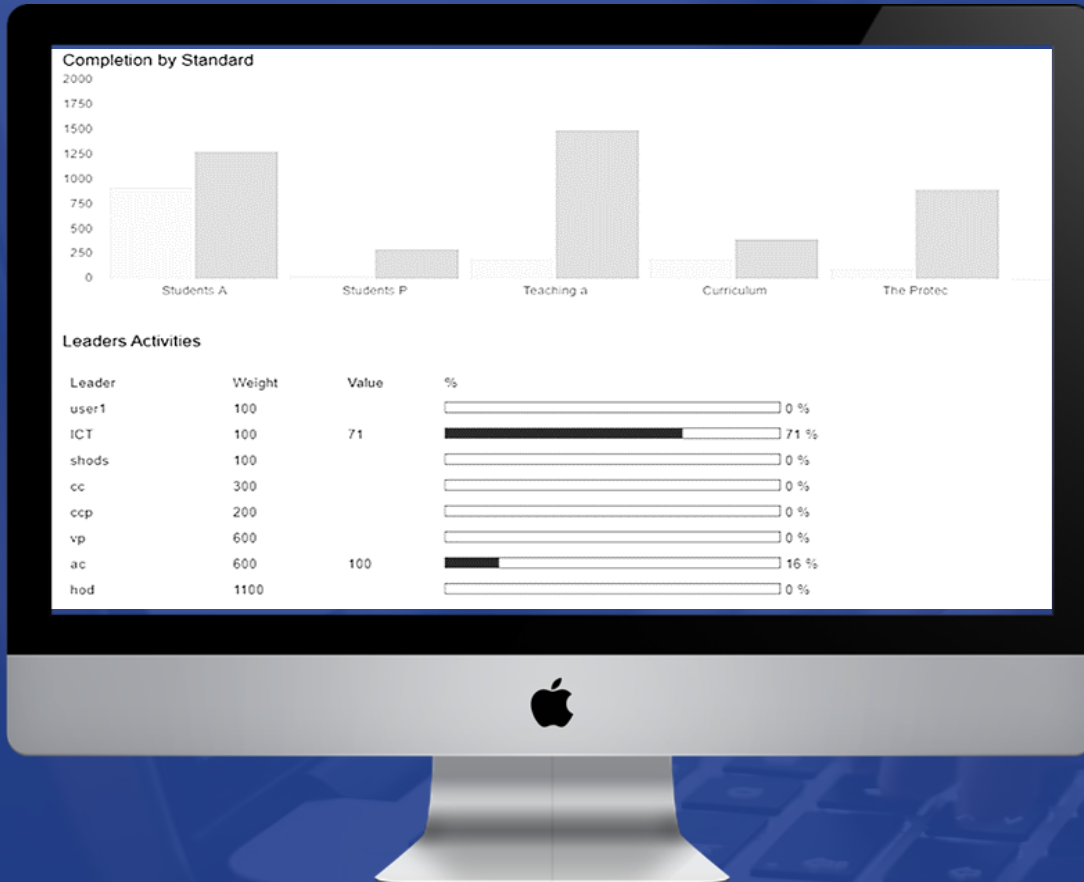 Completion by Standard
2000
1750
1500
1250
1000
750
500
250
0
Students A Students P Teaching a Curriculum The Protec
Leaders Activities
Leader Weight Value %
user1 100 0 %
ICT 100 71 71 %
shods 100 0 %
cc 300 0 %
ccp 200 0 %
vp 600 0 %
ac 600 100 16 %
hod 1100 0 %